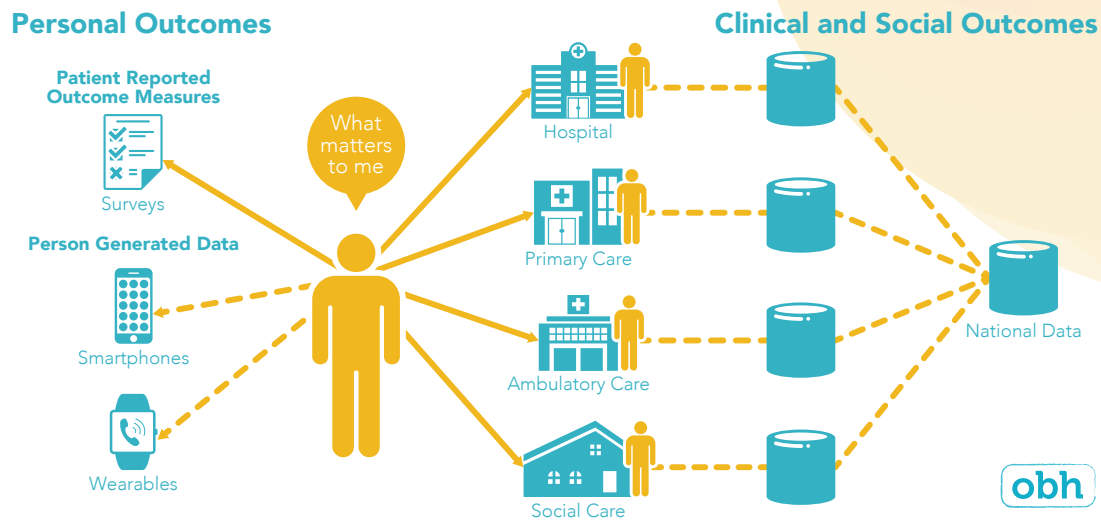 Personal Outcomes
Clinical and Social Outcomes
Patient Reported
Outcome Measures
Surveys
Person Generated Data
Smartphones
Wearables
What
matters
to me
Hospital
Primary Care
Ambulatory Care
Social Care
National Data
obh